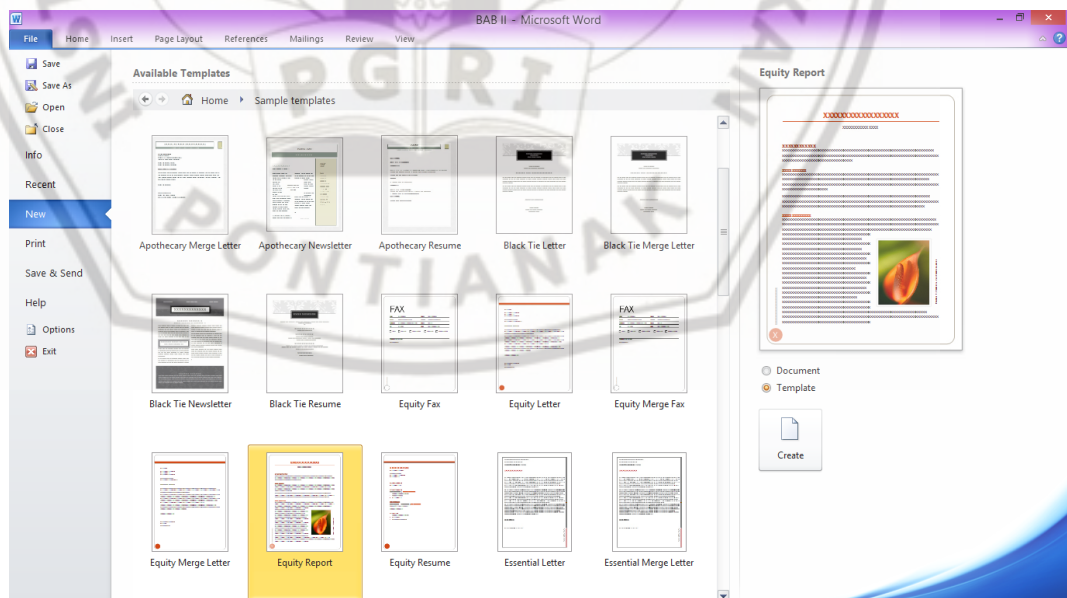 BAB II - Microsoft Word
File Home Insert Page Layout References Mailings Review View
Save
Save As
Open
Close
Info
Recent
New
Print
Save & Send
Help
Options
Exit
Available Templates
Home Sample templates
Apothecary Merge Letter Apothecary Newsletter Apothecary Resume Black Tie Letter Black Tie Merge Letter
FAX FAX
Black Tie Newsletter Black Tie Resume Equity Fax Equity Letter Equity Merge Fax
Equity Merge Letter Equity Report Equity Resume Essential Letter Essential Merge Letter
Equity Report
Document
Template
Create
PGRI
PONTIANAK